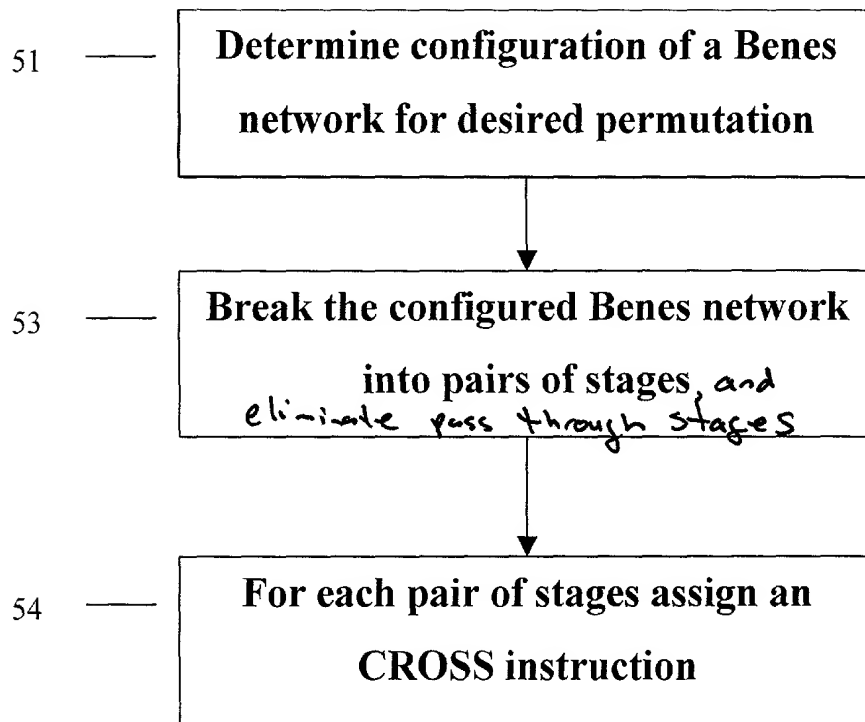 51
Determine configuration of a Benes
network for desired permutation
53
Break the configured Benes network
into pairs of stages, and
eliminate pass through stages
54
For each pair of stages assign an
CROSS instruction